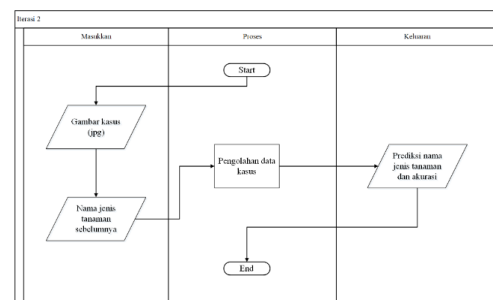 Iterasi 2
Masukkan
Proses
Keluaran
Start
Gambar kasus
(jpg)
Nama jenis
tanaman
sebelumnya
Pengolahan data
kasus
Prediksi nama
jenis tanaman
dan akurasi
End